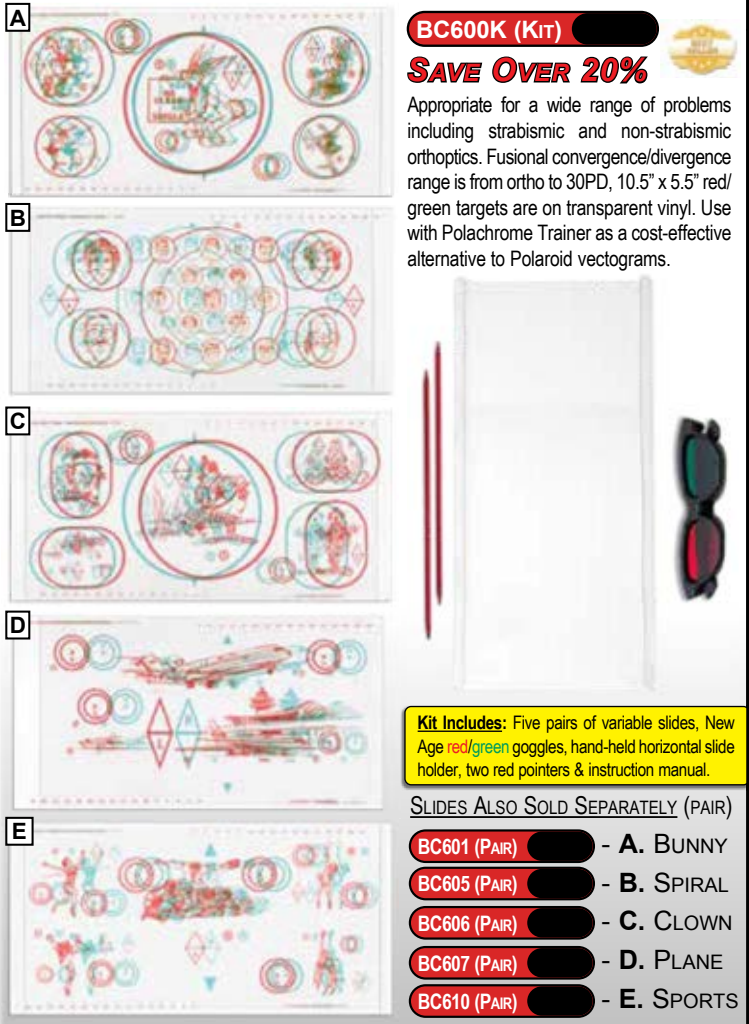 A
BC600K (KIT)
BEST
SELLER
SAVE OVER 20%
Appropriate for a wide range of problems
including strabismic and non-strabismic
orthoptics. Fusional convergence/divergence
range is from ortho to 30PD, 10.5” x 5.5” red/
green targets are on transparent vinyl. Use
with Polachrome Trainer as a cost-effective
alternative to Polaroid vectograms.
B
C
D
E
Kit Includes: Five pairs of variable slides, New
Age red/green goggles, hand-held horizontal slide
holder, two red pointers & instruction manual.
SLIDES ALSO SOLD SEPARATELY (PAIR)
BC601 (PAIR) - A. BUNNY
BC605 (PAIR) - B. SPIRAL
BC606 (PAIR) - C. CLOWN
BC607 (PAIR) - D. PLANE
BC610 (PAIR) - E. SPORTS